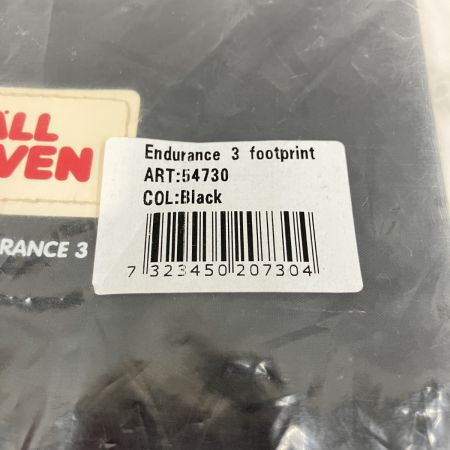 ÄLL
VEN
RANCE 3
Endurance 3 footprint
ART:54730
COL:Black
7 323450 207304